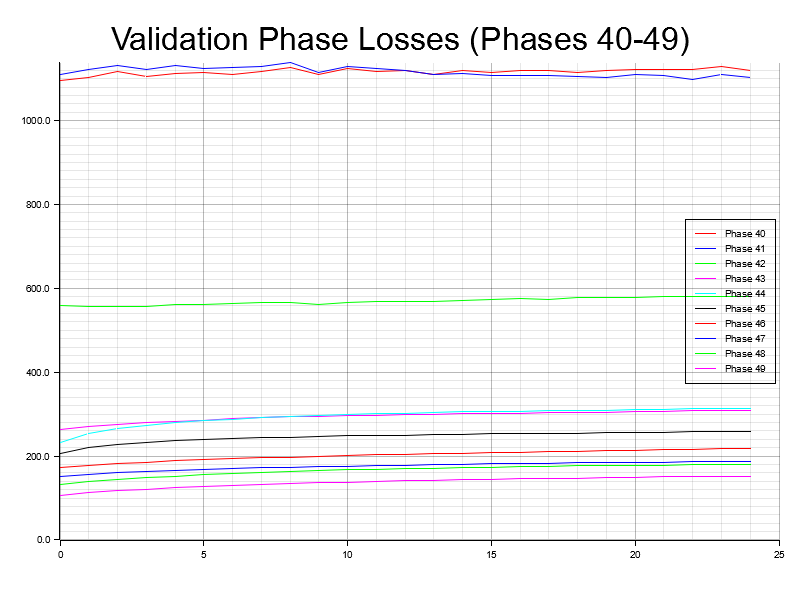 Validation Phase Losses (Phases 40-49)
1000.0
800.0
600.0
400.0
200.0
0.0
Phase 40
Phase 41
Phase 42
Phase 43
Phase 44
Phase 45
Phase 46
Phase 47
Phase 48
Phase 49
0 5 10 15 20 25